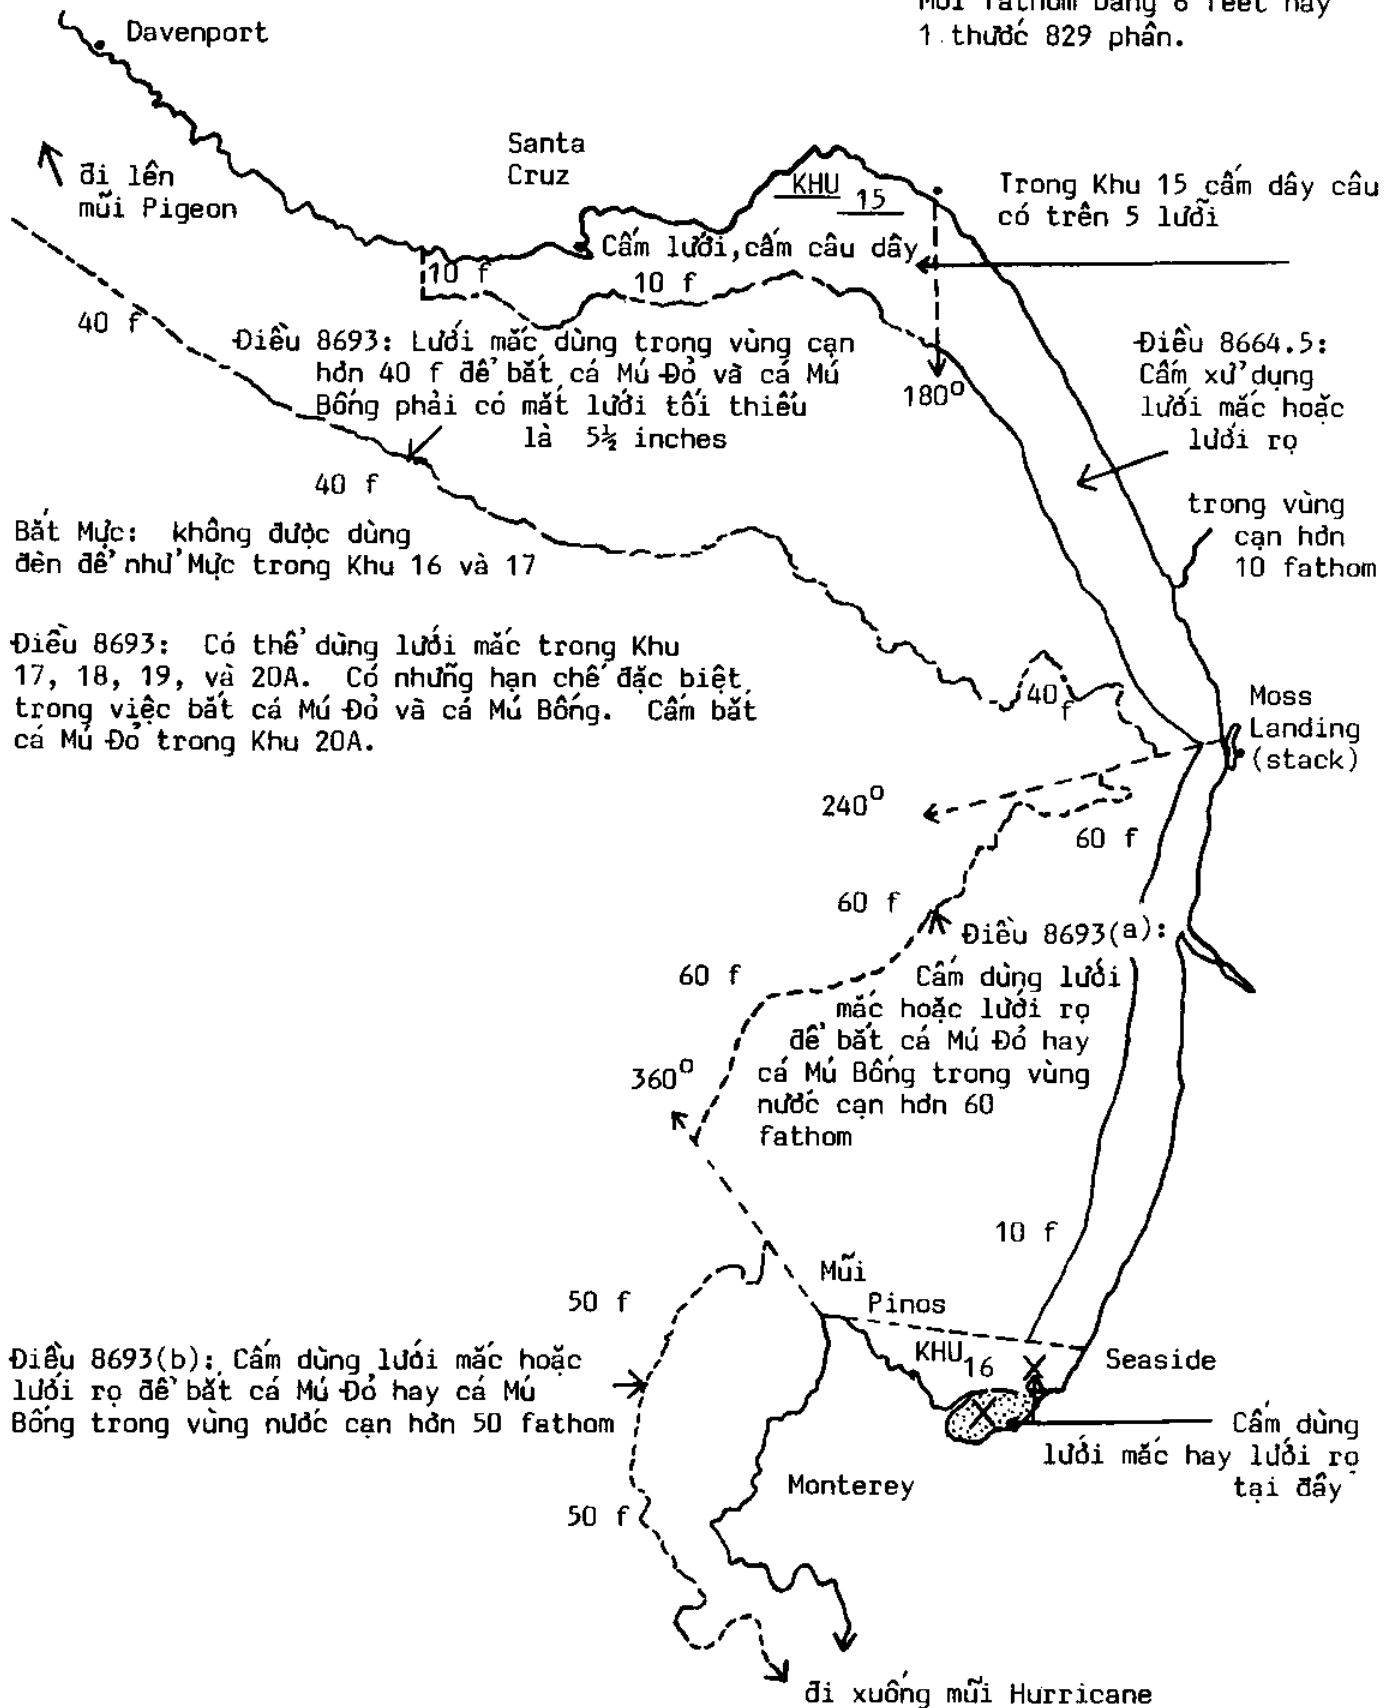 Mỗi fathom bằng 6 feet hay
1 thước 829 phân.
Davenport
đi lên
mũi Pigeon
Santa
Cruz
KHU
15
Trong Khu 15 cấm dây câu
có trên 5 lưỡi
Cấm lưới, cấm câu dây
10 f
10 f
40 f
Điều 8693: Lưới mắc dùng trong vùng cạn
hơn 40 f để bắt cá Mú Đỏ và cá Mú
Bống phải có mắt lưới tối thiểu
là 5½ inches
180°
Điều 8664.5:
Cấm xử dụng
lưới mắc hoặc
lưới rọ
trong vùng
cạn hơn
10 fathom
40 f
Bắt Mực: không được dùng
đèn để như Mực trong Khu 16 và 17
Điều 8693: Có thể dùng lưới mắc trong Khu
17, 18, 19, và 20A. Có những hạn chế đặc biệt
trong việc bắt cá Mú Đỏ và cá Mú Bống. Cấm bắt
cá Mú Đỏ trong Khu 20A.
40 f
Moss
Landing
(stack)
240°
60 f
60 f
60 f
Điều 8693(a):
Cấm dùng lưới
mắc hoặc lưới rọ
để bắt cá Mú Đỏ hay
cá Mú Bống trong vùng
nước cạn hơn 60
fathom
360°
10 f
Mũi
Pinos
50 f
KHU 16
Seaside
Điều 8693(b): Cấm dùng lưới mắc hoặc
lưới rọ để bắt cá Mú Đỏ hay cá Mú
Bống trong vùng nước cạn hơn 50 fathom
Cấm dùng
lưới mắc hay lưới rọ
tại đây
Monterey
50 f
đi xuống mũi Hurricane